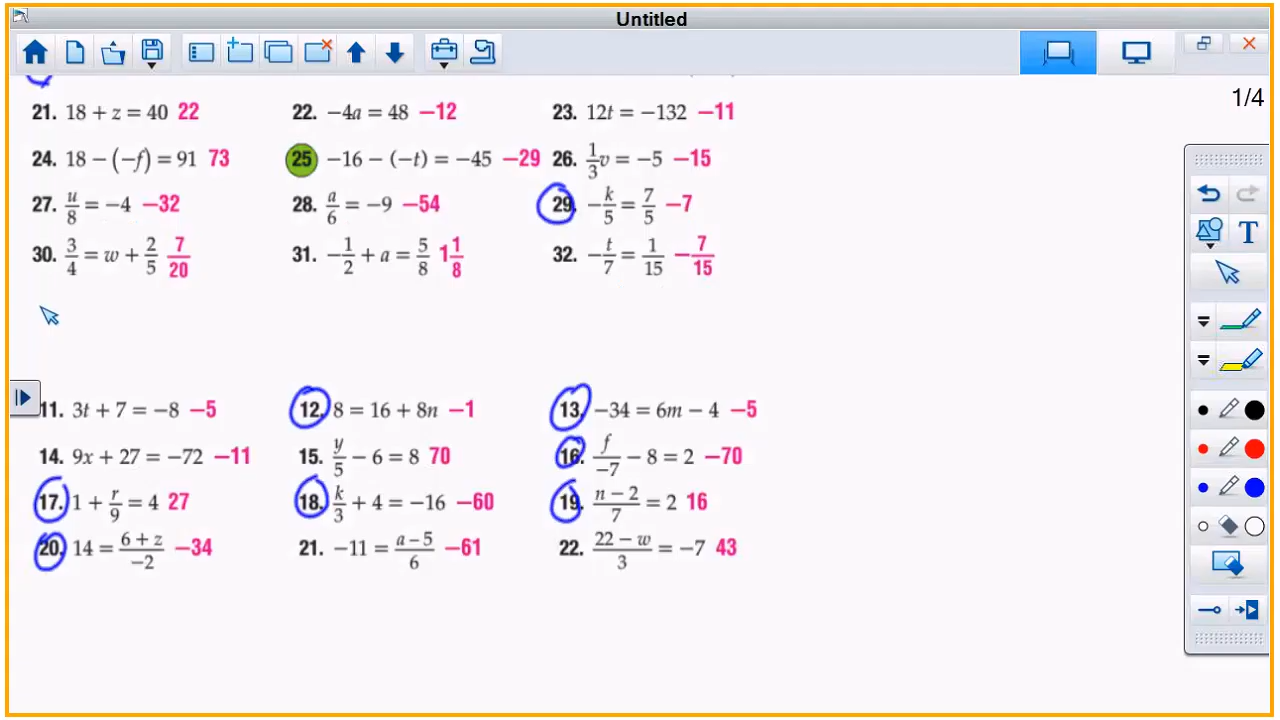 Untitled
1/4
21. 18 + z = 40 22 22. −4a = 48 −12 23. 12t = −132 −11
24. 18 − (−f) = 91 73 25 −16 − (−t) = −45 −29 26. 1/3 v = −5 −15
27. u/8 = −4 −32 28. a/6 = −9 −54 29. −k/5 = 7/5 −7
30. 3/4 = w + 2/5 7/20 31. −1/2 + a = 5/8 1 1/8 32. −t/7 = 1/15 −7/15
11. 3t + 7 = −8 −5 12. 8 = 16 + 8n −1 13. −34 = 6m − 4 −5
14. 9x + 27 = −72 −11 15. y/5 − 6 = 8 70 16. f/−7 − 8 = 2 −70
17. 1 + r/9 = 4 27 18. k/3 + 4 = −16 −60 19. n − 2/7 = 2 16
20. 14 = 6 + z/−2 −34 21. −11 = a − 5/6 −61 22. 22 − w/3 = −7 43
T